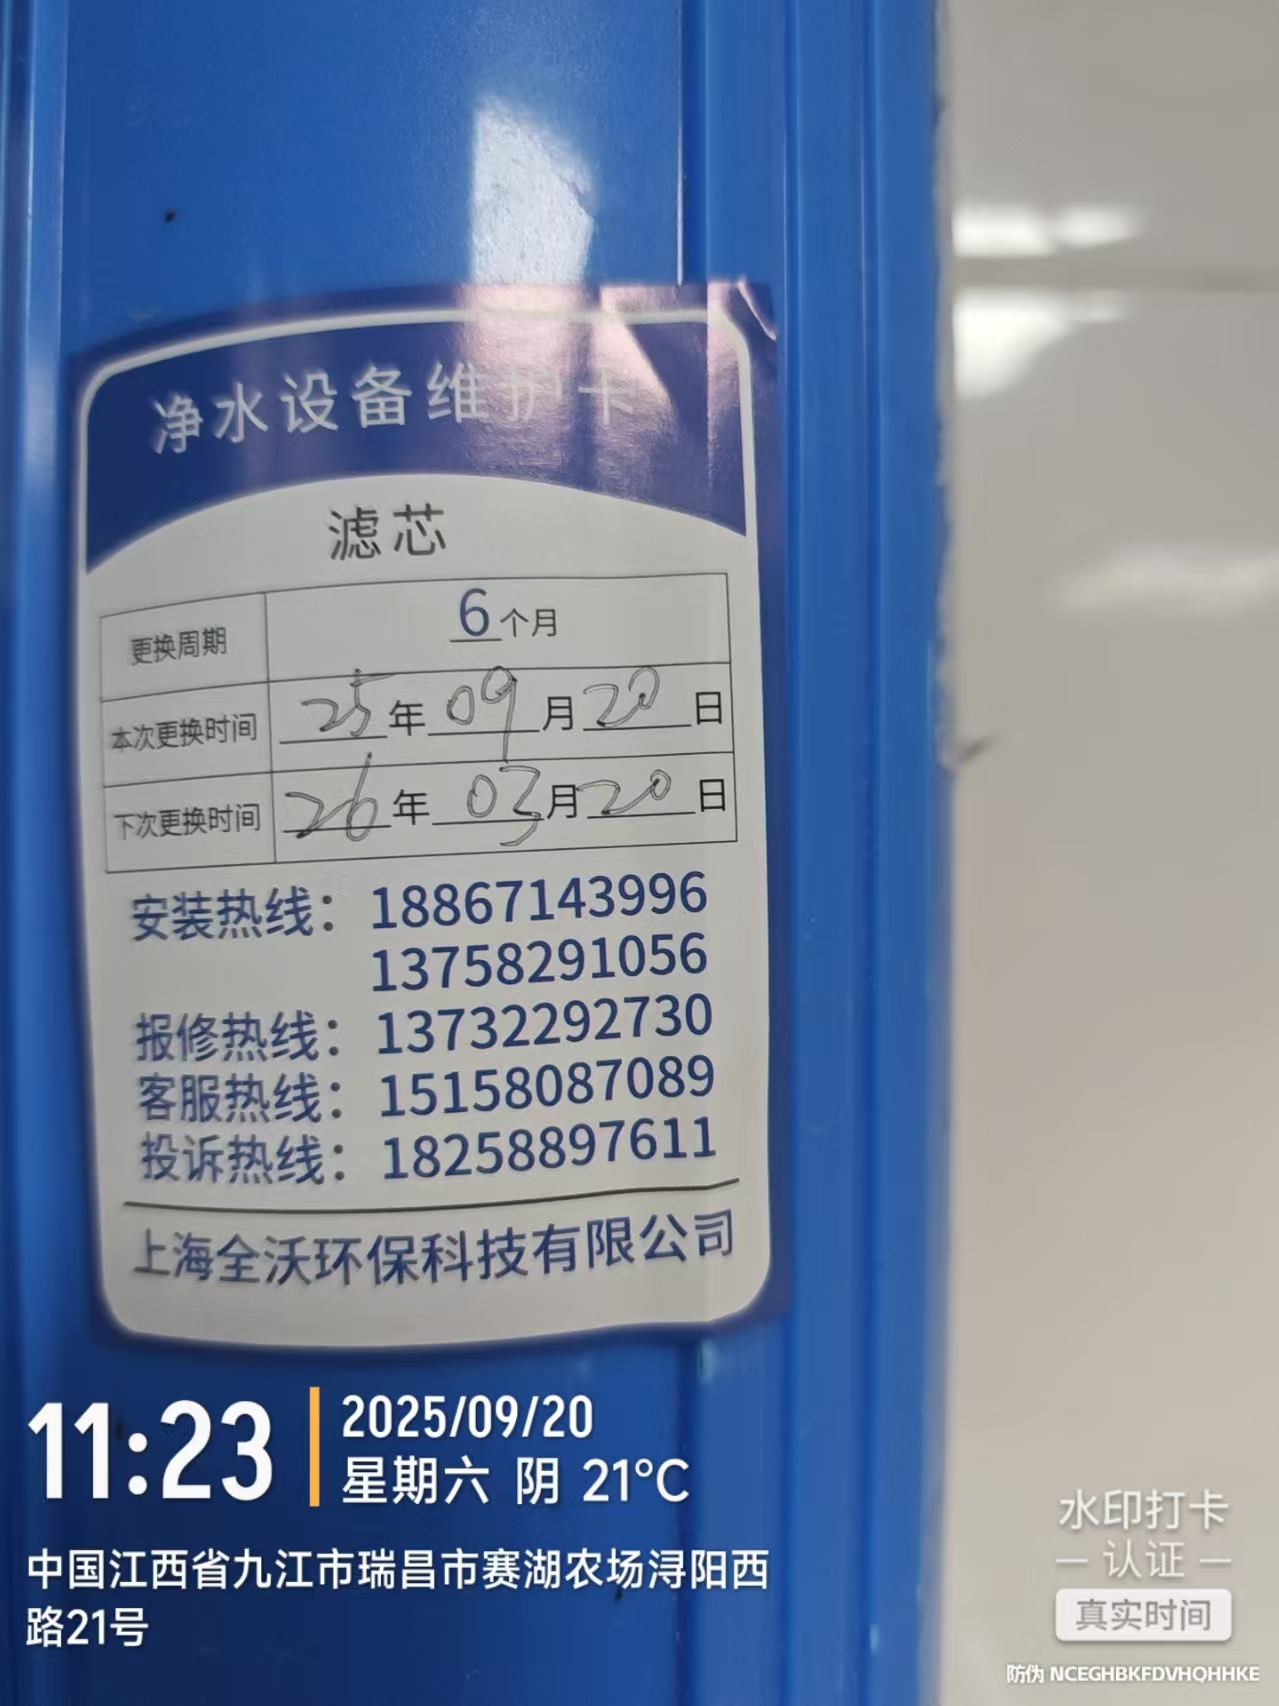 净水设备维护卡
滤芯
更换周期 6个月
本次更换时间 25年09月20日
下次更换时间 26年03月20日
安装热线：18867143996
13758291056
报修热线：13732292730
客服热线：15158087089
投诉热线：18258897611
上海全沃环保科技有限公司
11:23
2025/09/20
星期六 阴 21°C
中国江西省九江市瑞昌市赛湖农场浔阳西
路21号
水印打卡
认证
真实时间
防伪 NCEGHBKFDVHQHHKE